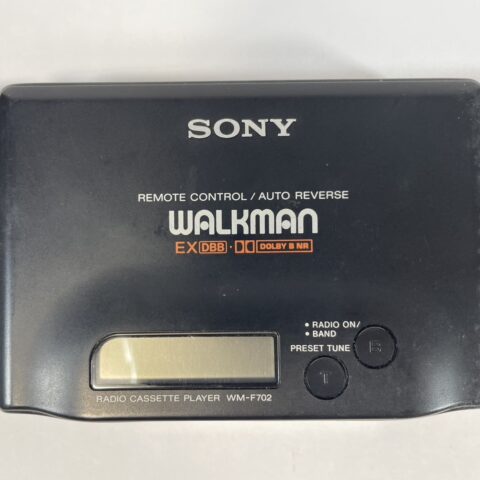 SONY
REMOTE CONTROL / AUTO REVERSE
WALKMAN
EX DBB · DOLBY B NR
• RADIO ON/
• BAND
PRESET TUNE
B
T
RADIO CASSETTE PLAYER WM-F702